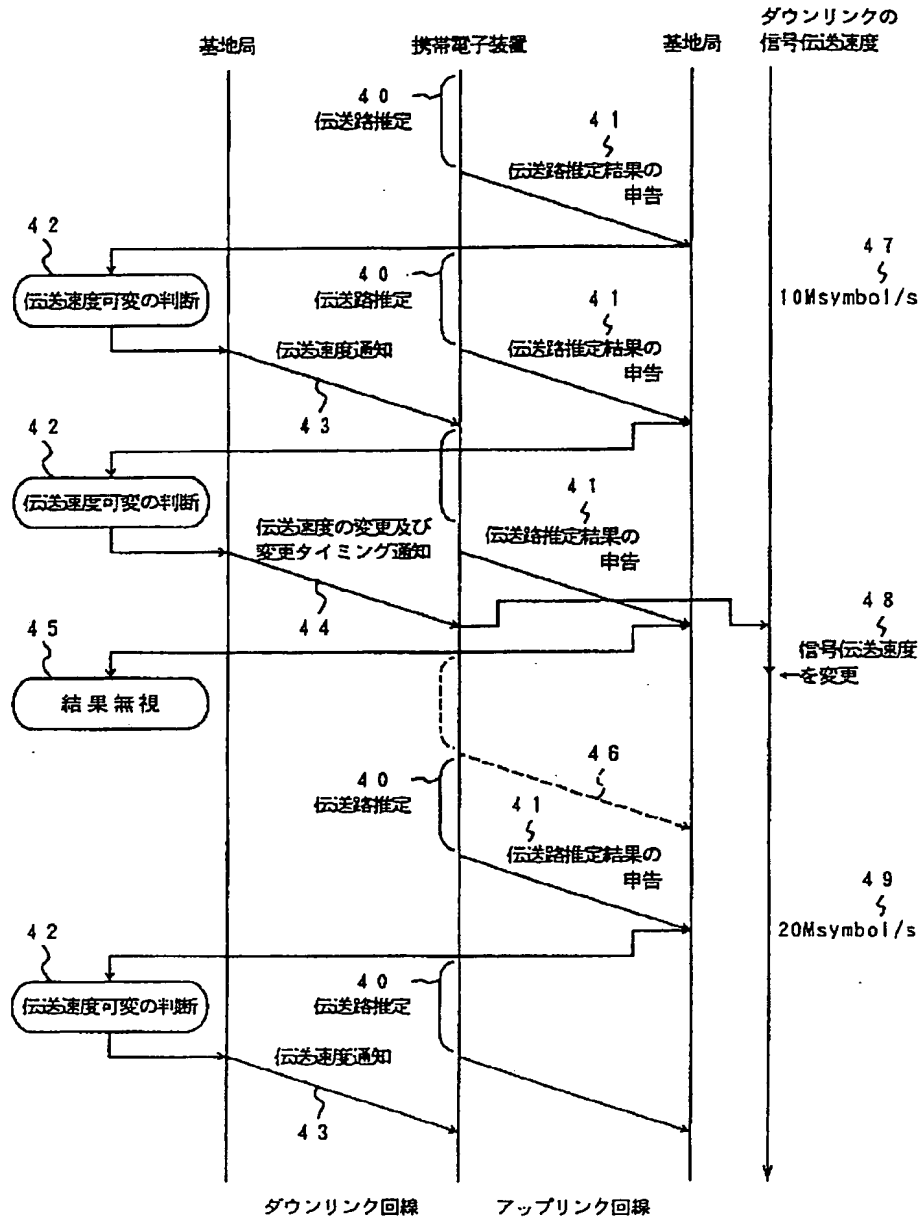 ダウンリンクの
信号伝送速度
基地局
携帯電子装置
基地局
40
伝送路推定
41
伝送路推定結果の
申告
42
伝送速度可変の判断
40
伝送路推定
41
伝送路推定結果の
申告
47
10Msymbol/s
伝送速度通知
43
42
伝送速度可変の判断
41
伝送路推定結果の
申告
伝送速度の変更及び
変更タイミング通知
44
48
信号伝送速度
を変更
45
結果無視
46
40
伝送路推定
41
伝送路推定結果の
申告
49
20Msymbol/s
42
伝送速度可変の判断
40
伝送路推定
伝送速度通知
43
ダウンリンク回線
アップリンク回線